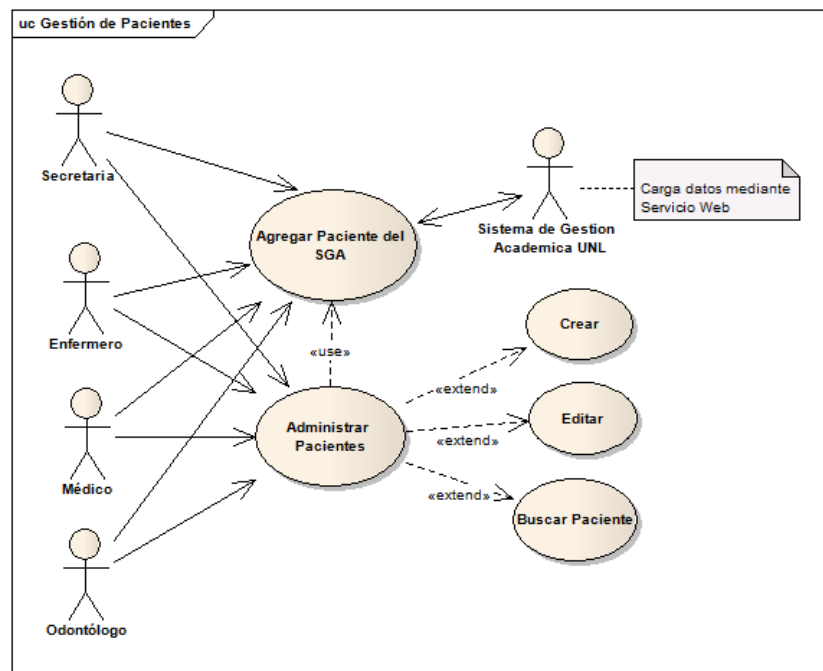 uc Gestión de Pacientes
Secretaria
Enfermero
Médico
Odontólogo
Agregar Paciente del
SGA
«use»
Administrar
Pacientes
Sistema de Gestion
Academica UNL
Carga datos mediante
Servicio Web
«extend»
Crear
«extend»
Editar
«extend»
Buscar Paciente